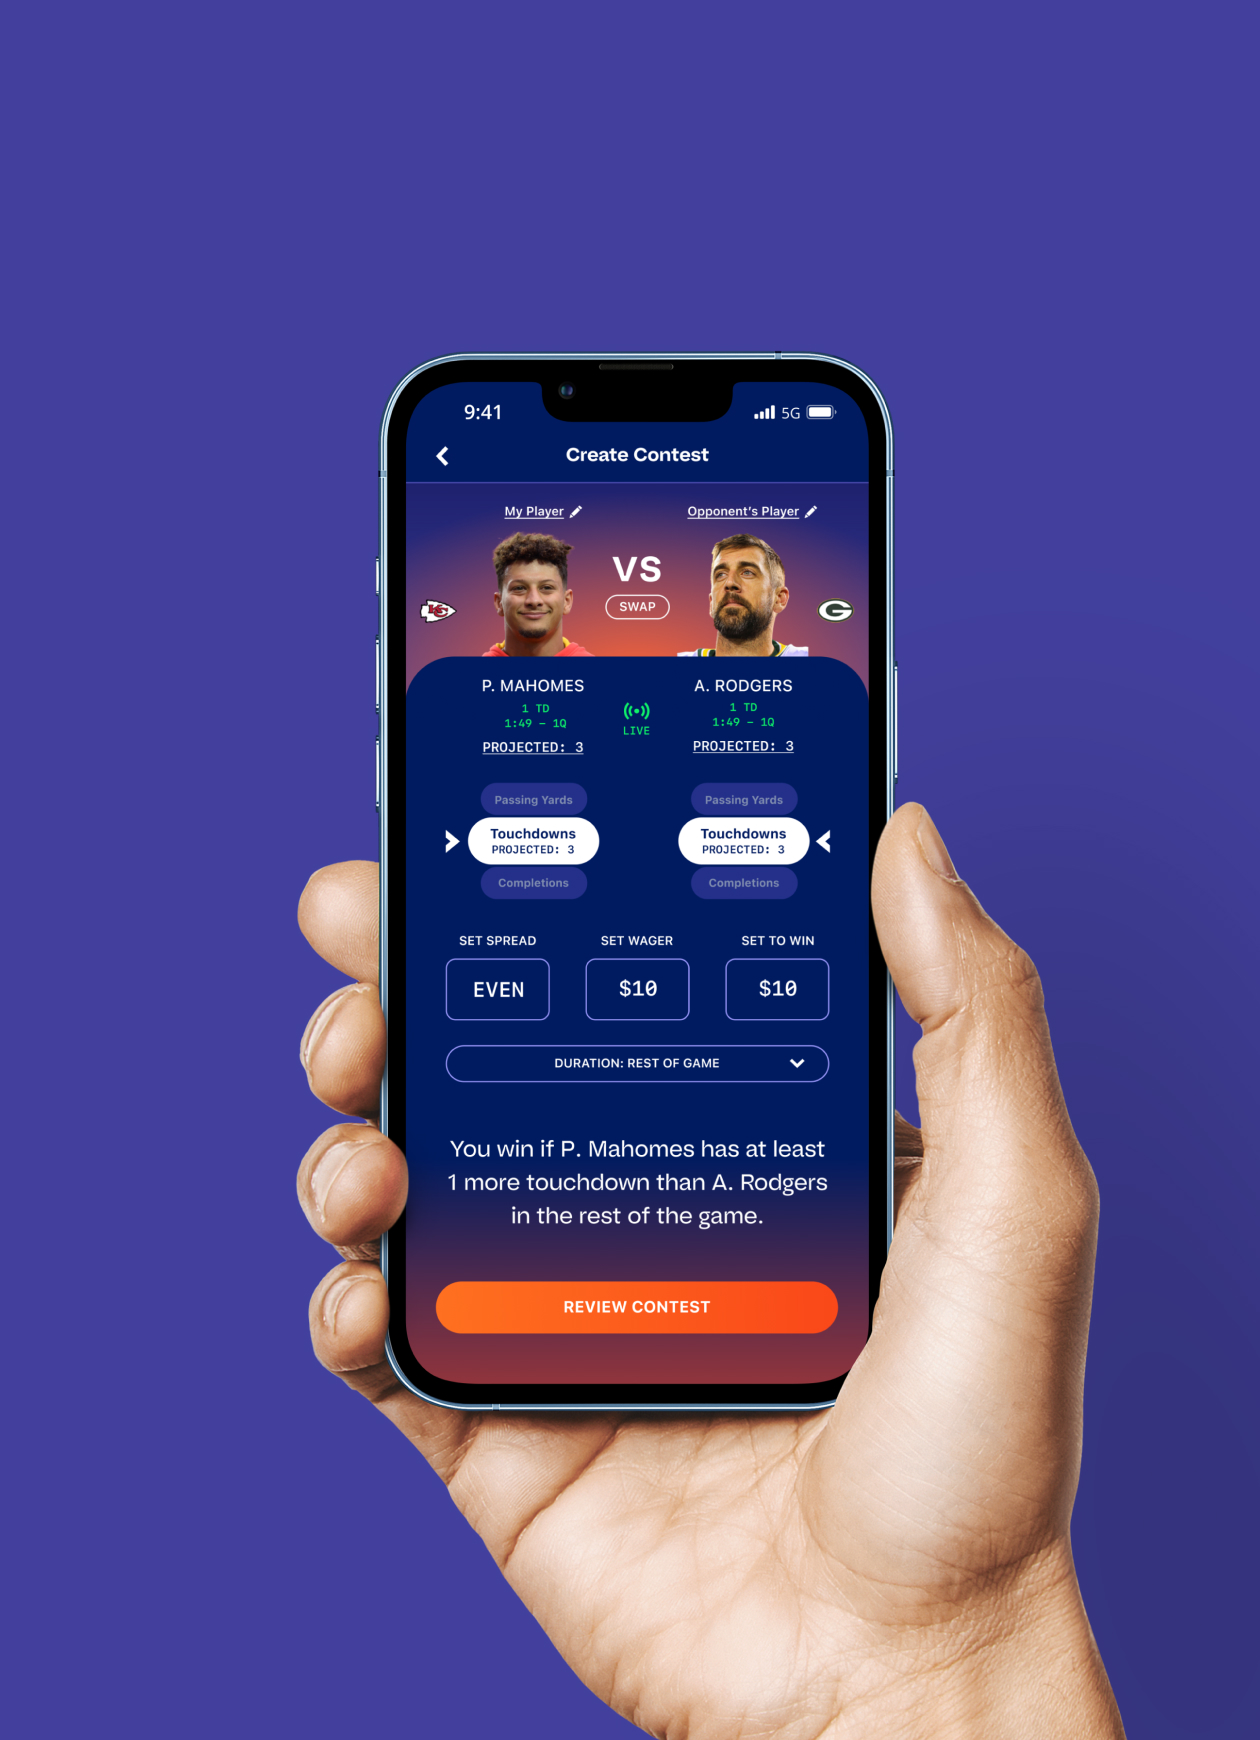 9:41
5G
Create Contest
My Player
Opponent's Player
VS
SWAP
KC
G
P. MAHOMES
A. RODGERS
1 TD
1:49 – 1Q
LIVE
1 TD
1:49 – 1Q
PROJECTED: 3
PROJECTED: 3
Passing Yards
Passing Yards
Touchdowns
PROJECTED: 3
Touchdowns
PROJECTED: 3
Completions
Completions
SET SPREAD
SET WAGER
SET TO WIN
EVEN
$10
$10
DURATION: REST OF GAME
You win if P. Mahomes has at least
1 more touchdown than A. Rodgers
in the rest of the game.
REVIEW CONTEST